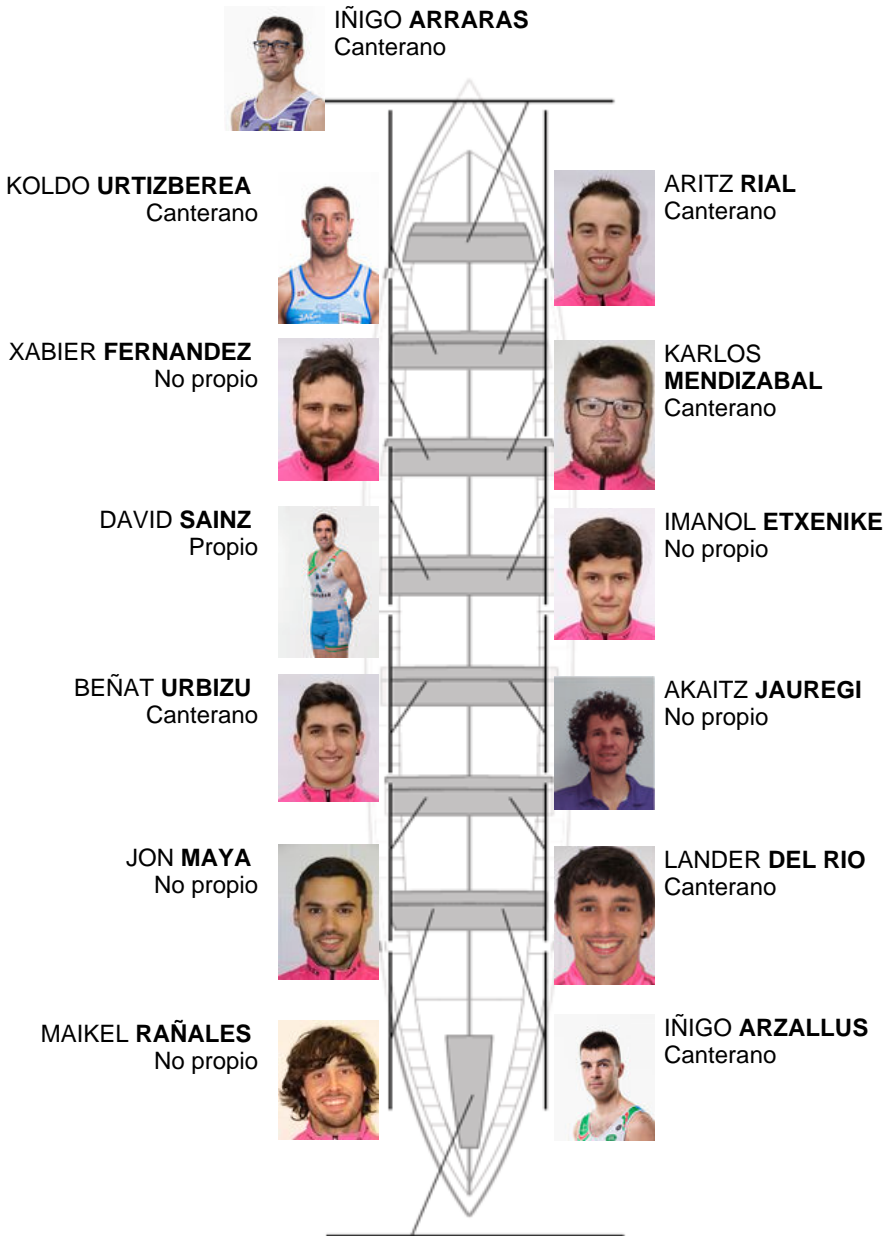 IÑIGO ARRARAS
Canterano
KOLDO URTIZBEREA
Canterano
ARITZ RIAL
Canterano
XABIER FERNANDEZ
No propio
KARLOS
MENDIZABAL
Canterano
DAVID SAINZ
Propio
IMANOL ETXENIKE
No propio
BEÑAT URBIZU
Canterano
AKAITZ JAUREGI
No propio
JON MAYA
No propio
LANDER DEL RIO
Canterano
MAIKEL RAÑALES
No propio
IÑIGO ARZALLUS
Canterano